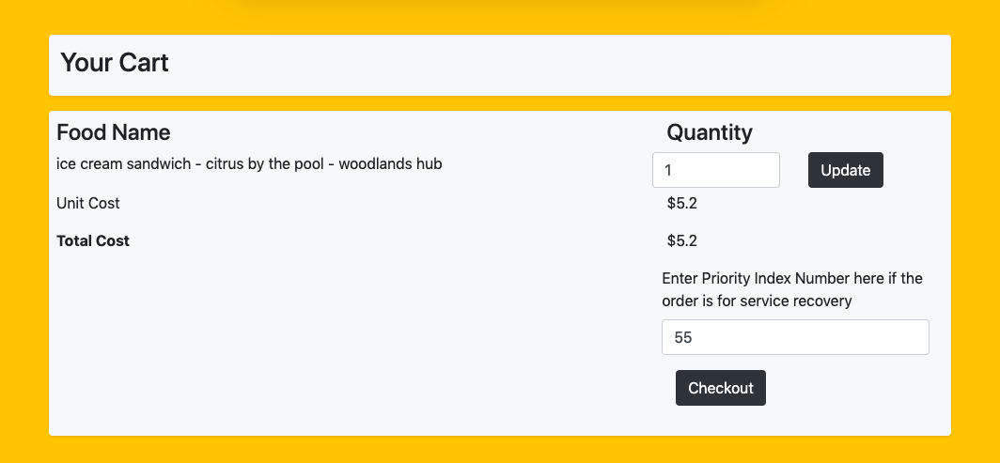 Your Cart
Food Name
Quantity
ice cream sandwich - citrus by the pool - woodlands hub
1
Update
Unit Cost
$5.2
Total Cost
$5.2
Enter Priority Index Number here if the
order is for service recovery
55
Checkout